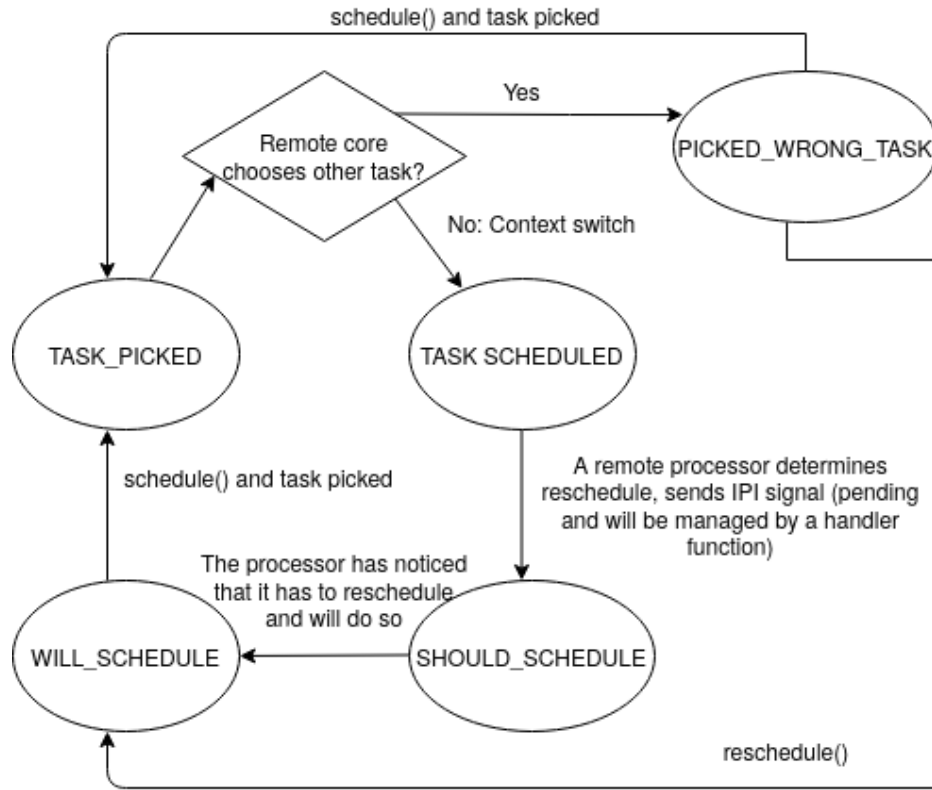 schedule() and task picked
Yes
Remote core
chooses other task?
PICKED_WRONG_TASK
No: Context switch
TASK_PICKED
TASK SCHEDULED
schedule() and task picked
A remote processor determines
reschedule, sends IPI signal (pending
and will be managed by a handler
function)
The processor has noticed
that it has to reschedule
and will do so
WILL_SCHEDULE
SHOULD_SCHEDULE
reschedule()